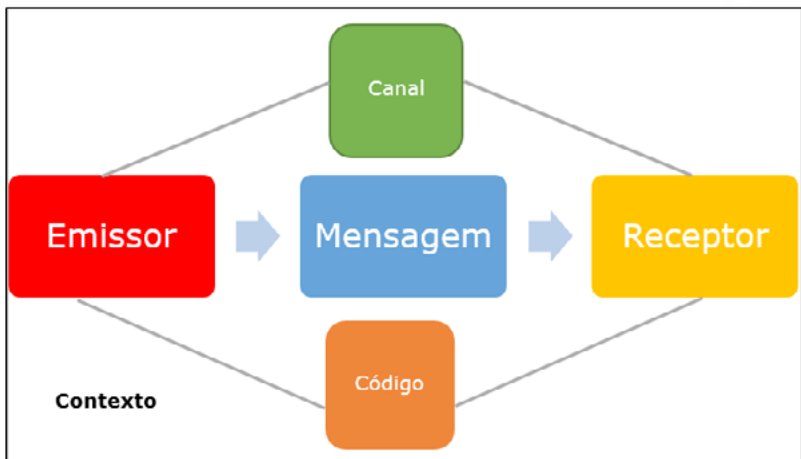 Canal
Emissor
Mensagem
Receptor
Código
Contexto